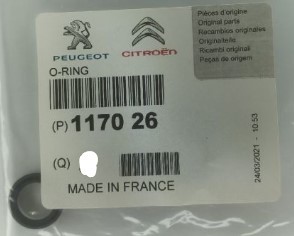 PEUGEOT
CITROËN
Pièces d'origine
Original parts
Recambios originales
Originalteile
Ricambi originali
Peças de origem
O-RING
(P) 1170 26
(Q)
MADE IN FRANCE
24/03/2021 - 10:53